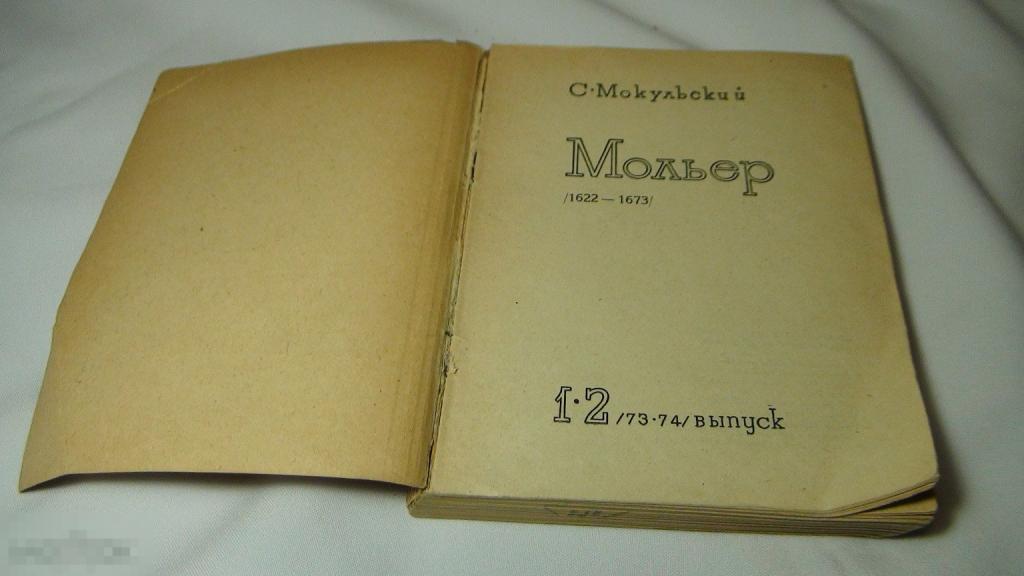 С·Мокульский
Мольер
/1622 — 1673/
1·2 /73·74/ выпуск